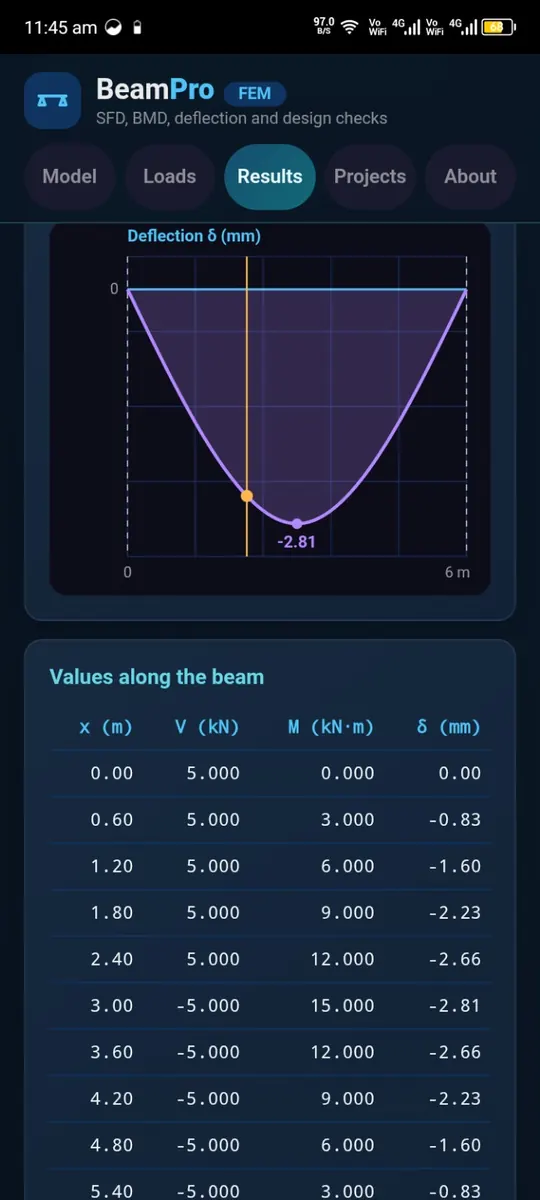 11:45 am 97.0 B/S Vo WiFi 4G Vo WiFi 4G 68
BeamPro FEM
SFD, BMD, deflection and design checks
Model Loads Results Projects About
Deflection δ (mm)
0
-2.81
0 6 m
Values along the beam
x (m) V (kN) M (kN·m) δ (mm)
0.00 5.000 0.000 0.00
0.60 5.000 3.000 -0.83
1.20 5.000 6.000 -1.60
1.80 5.000 9.000 -2.23
2.40 5.000 12.000 -2.66
3.00 -5.000 15.000 -2.81
3.60 -5.000 12.000 -2.66
4.20 -5.000 9.000 -2.23
4.80 -5.000 6.000 -1.60
5.40 -5.000 3.000 -0.83